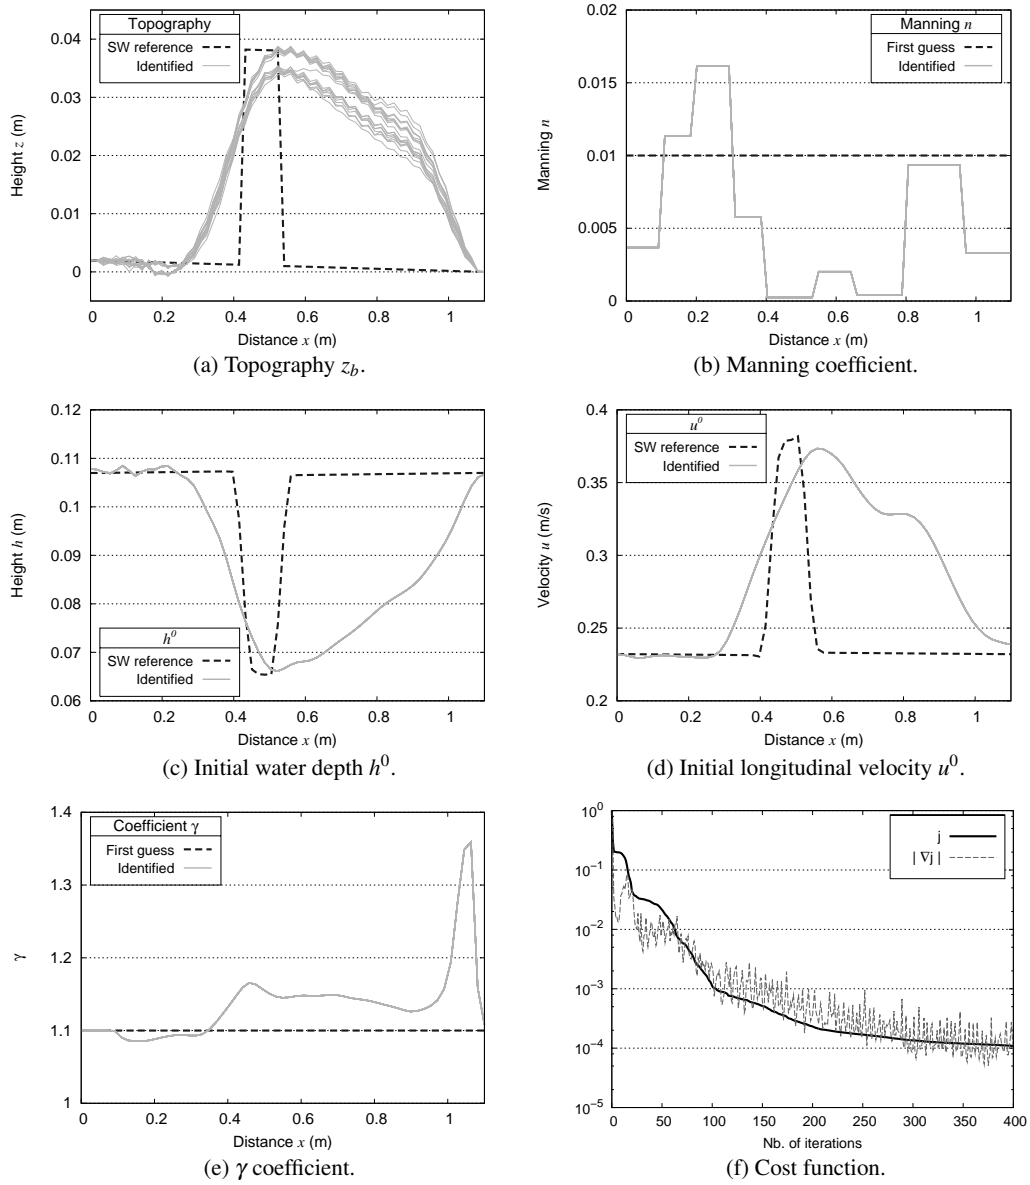 Topography
SW reference
Identified
0.04
0.03
0.02
0.01
0
Height z (m)
0 0.2 0.4 0.6 0.8 1
Distance x (m)
(a) Topography z_b.
Manning n
First guess
Identified
0.02
0.015
0.01
0.005
0
Manning n
0 0.2 0.4 0.6 0.8 1
Distance x (m)
(b) Manning coefficient.
0.12
0.11
0.1
0.09
0.08
0.07
0.06
Height h (m)
h⁰
SW reference
Identified
0 0.2 0.4 0.6 0.8 1
Distance x (m)
(c) Initial water depth h⁰.
u⁰
SW reference
Identified
0.4
0.35
0.3
0.25
0.2
Velocity u (m/s)
0 0.2 0.4 0.6 0.8 1
Distance x (m)
(d) Initial longitudinal velocity u⁰.
Coefficient γ
First guess
Identified
1.4
1.3
1.2
1.1
1
γ
0 0.2 0.4 0.6 0.8 1
Distance x (m)
(e) γ coefficient.
j
| ∇j |
10⁰
10⁻¹
10⁻²
10⁻³
10⁻⁴
10⁻⁵
0 50 100 150 200 250 300 350 400
Nb. of iterations
(f) Cost function.